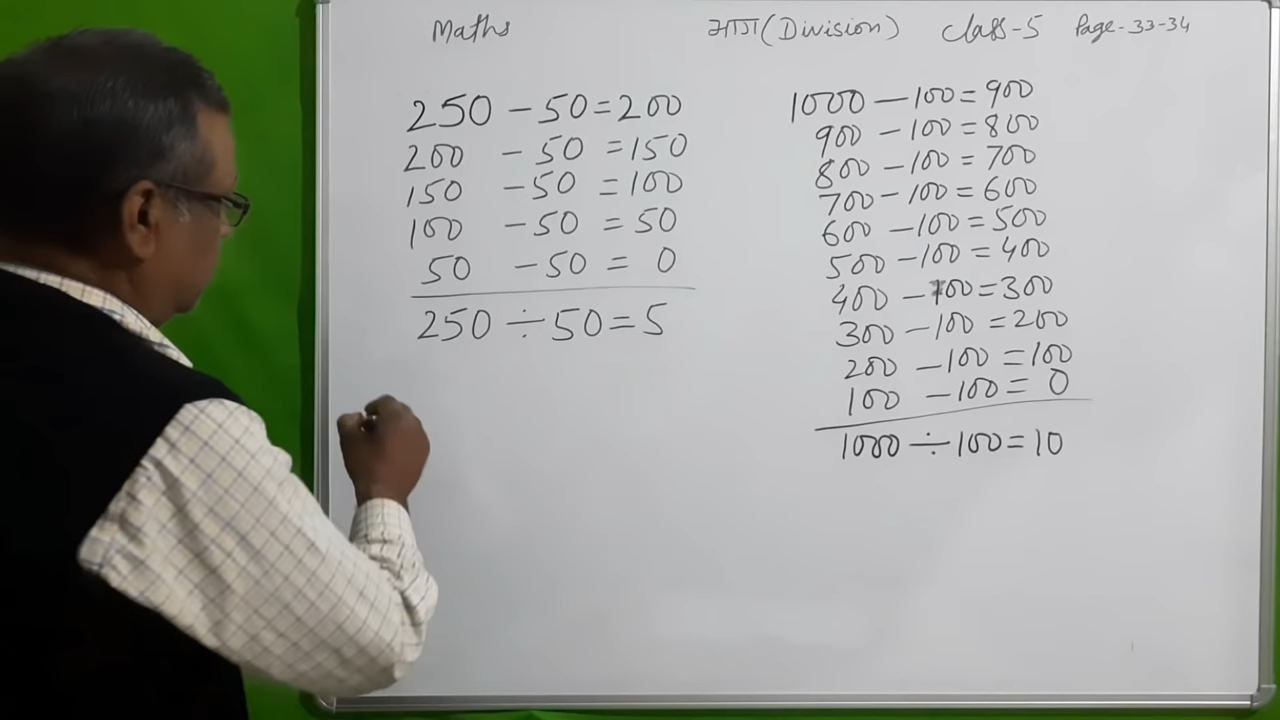 Maths भाग (Division) Class-5 Page-33-34
250 - 50 = 200
200 - 50 = 150
150 - 50 = 100
100 - 50 = 50
50 - 50 = 0
250 ÷ 50 = 5
1000 - 100 = 900
900 - 100 = 800
800 - 100 = 700
700 - 100 = 600
600 - 100 = 500
500 - 100 = 400
400 - 100 = 300
300 - 100 = 200
200 - 100 = 100
100 - 100 = 0
1000 ÷ 100 = 10